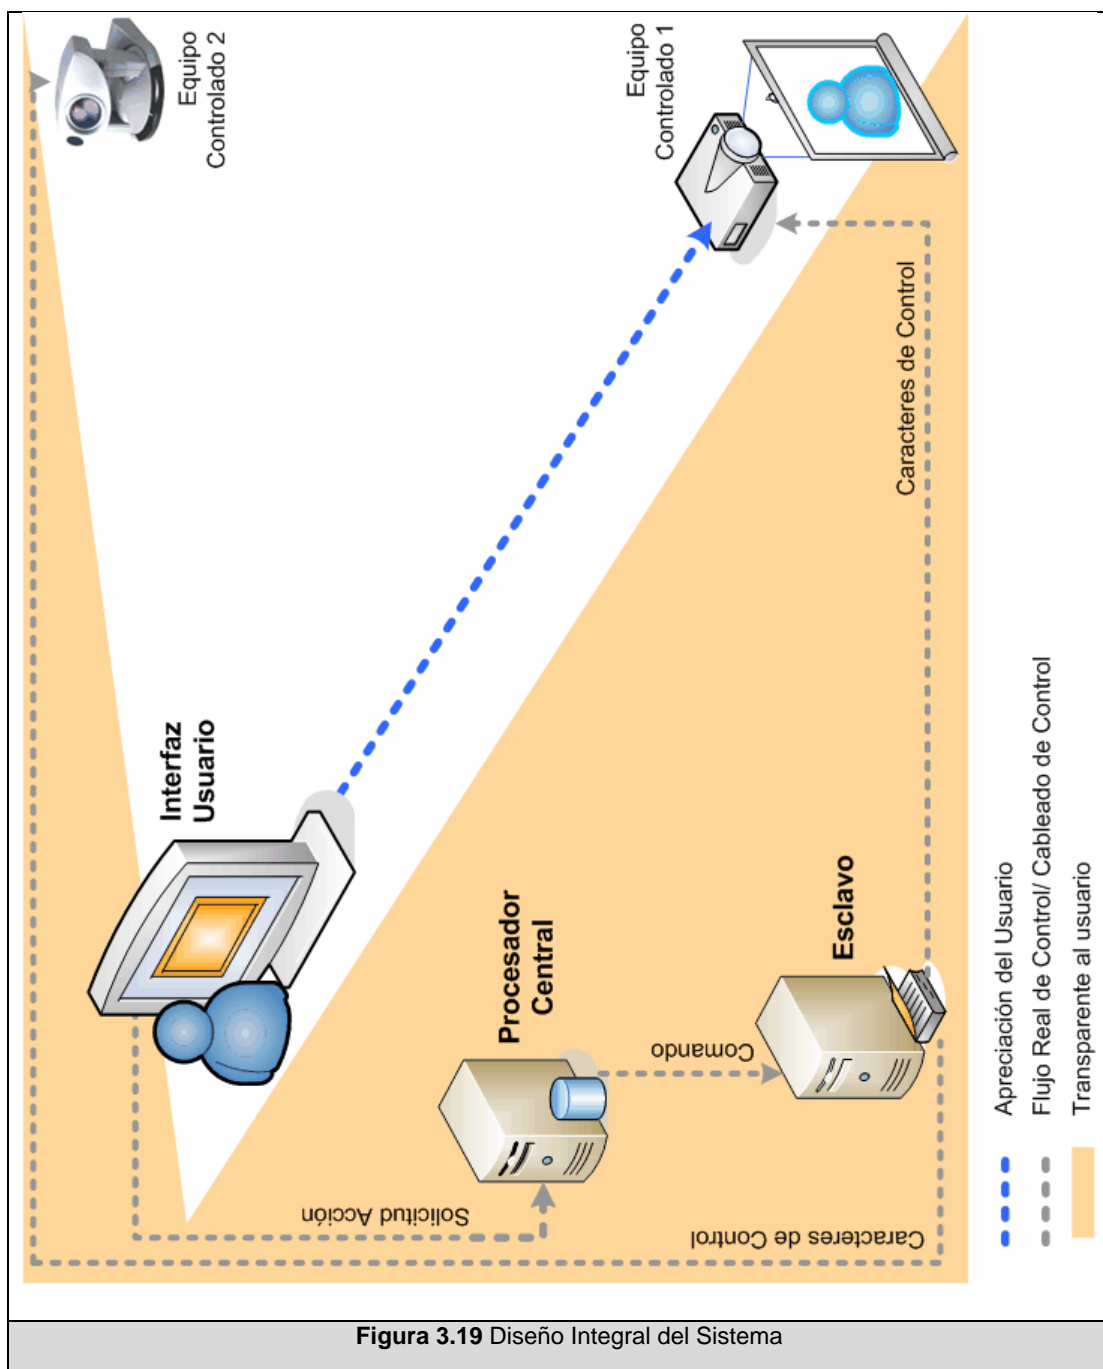 Equipo
Controlado 2
Equipo
Controlado 1
Interfaz
Usuario
Procesador
Central
Esclavo
Comando
Solicitud Acción
Caracteres de Control
Caracteres de Control
Apreciación del Usuario
Flujo Real de Control/ Cableado de Control
Transparente al usuario
Figura 3.19 Diseño Integral del Sistema